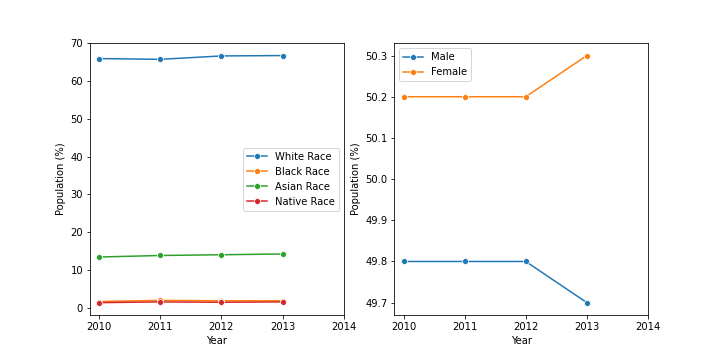 70
60
50
40
30
20
10
0
Population (%)
2010 2011 2012 2013 2014
Year
White Race
Black Race
Asian Race
Native Race
50.3
50.2
50.1
50.0
49.9
49.8
49.7
Population (%)
2010 2011 2012 2013 2014
Year
Male
Female